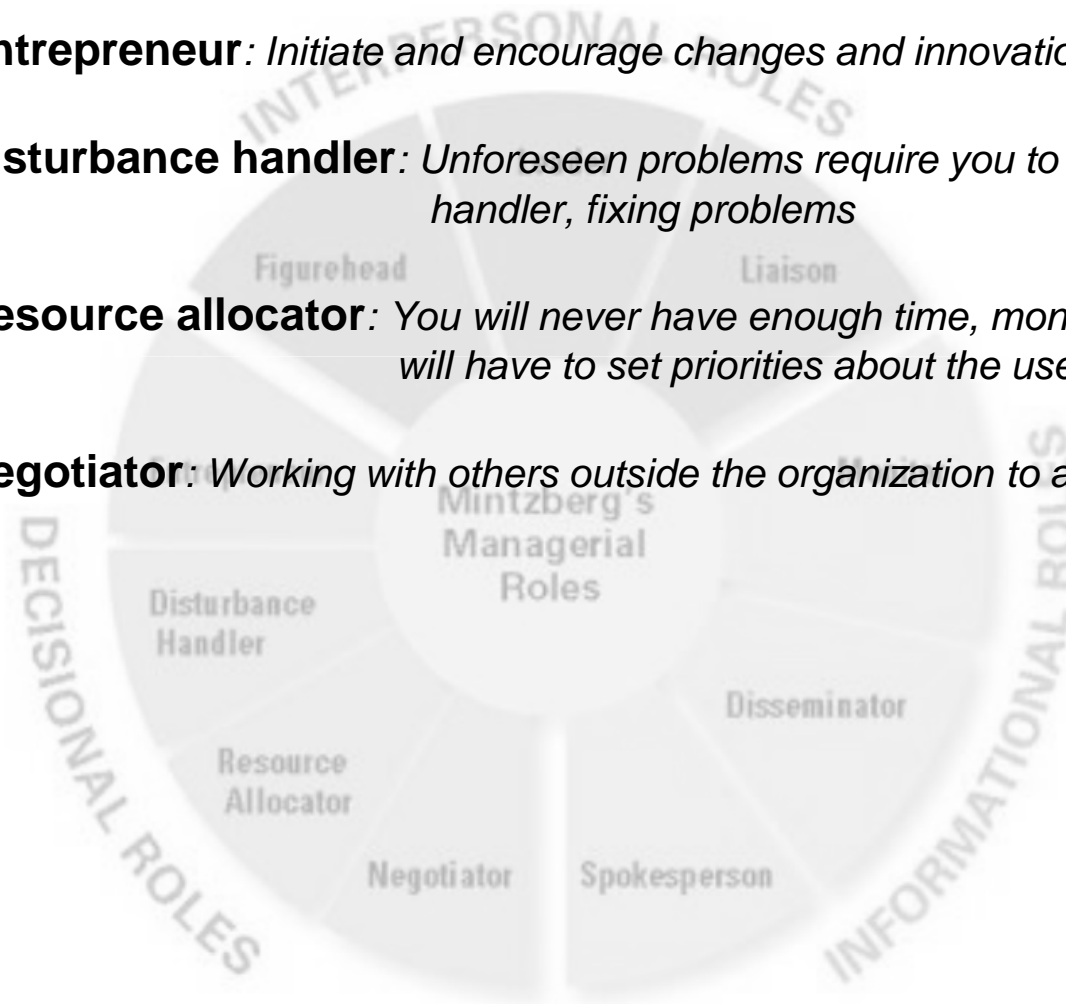 INTERPERSONAL ROLES
ntrepreneur: Initiate and encourage changes and innovatio
isturbance handler: Unforeseen problems require you to
handler, fixing problems
Figurehead
Liaison
esource allocator: You will never have enough time, mon
will have to set priorities about the use
egotiator: Working with others outside the organization to a
Mintzberg's
Managerial
Roles
DECISIONAL ROLES
INFORMATIONAL ROLES
Disturbance
Handler
Disseminator
Resource
Allocator
Negotiator
Spokesperson